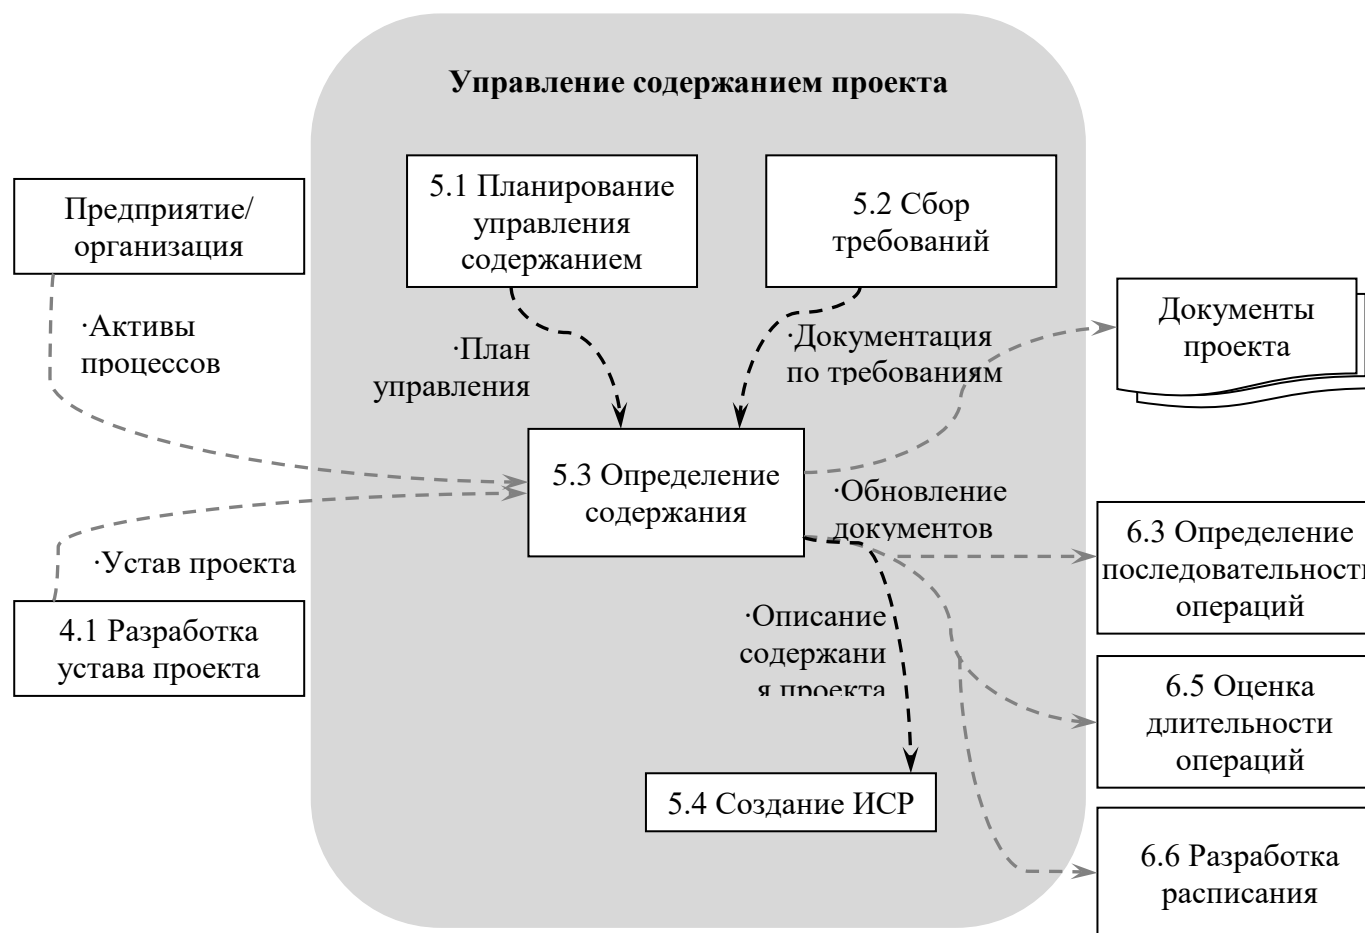 Управление содержанием проекта
5.1 Планирование
управления
содержанием
5.2 Сбор
требований
Предприятие/
организация
·Активы
процессов
·План
управления
·Документация
по требованиям
Документы
проекта
5.3 Определение
содержания
·Обновление
документов
·Устав проекта
4.1 Разработка
устава проекта
6.3 Определение
последовательности
операций
·Описание
содержани
я проекта
6.5 Оценка
длительности
операций
5.4 Создание ИСР
6.6 Разработка
расписания